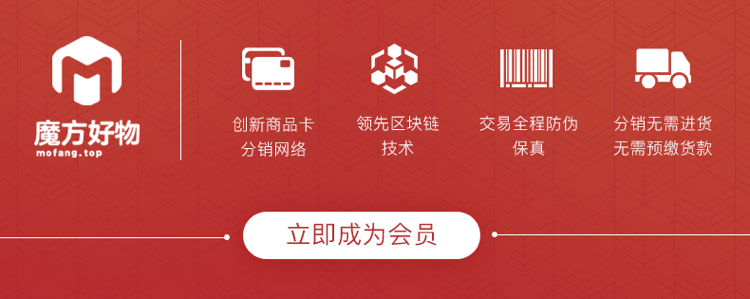 魔方好物
mofang.top
创新商品卡
分销网络
领先区块链
技术
交易全程防伪
保真
分销无需进货
无需预缴货款
立即成为会员